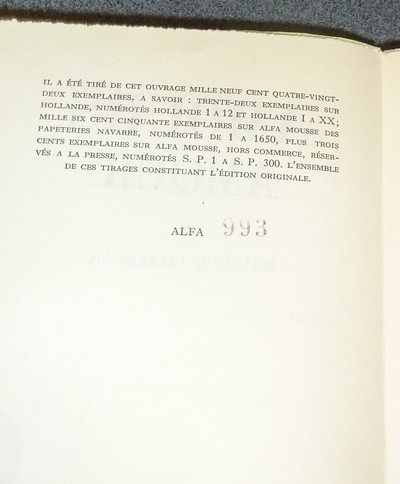 IL A ÉTÉ TIRÉ DE CET OUVRAGE MILLE NEUF CENT QUATRE-VINGT-
DEUX EXEMPLAIRES, A SAVOIR : TRENTE-DEUX EXEMPLAIRES SUR
HOLLANDE, NUMÉROTÉS HOLLANDE 1 A 12 ET HOLLANDE I A XX;
MILLE SIX CENT CINQUANTE EXEMPLAIRES SUR ALFA MOUSSE DES
PAPETERIES NAVARRE, NUMÉROTÉS DE 1 A 1650, PLUS TROIS
CENTS EXEMPLAIRES SUR ALFA MOUSSE, HORS COMMERCE, RÉSER-
VÉS A LA PRESSE, NUMÉROTÉS S. P. 1 A S. P. 300. L'ENSEMBLE
DE CES TIRAGES CONSTITUANT L'ÉDITION ORIGINALE.
ALFA 993